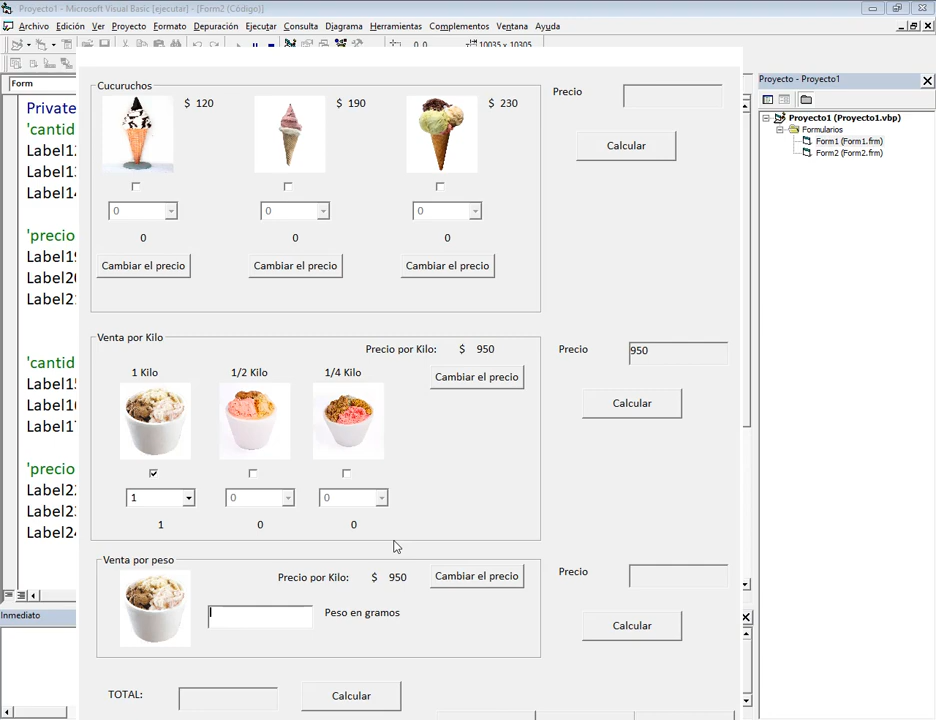 Proyecto1 - Microsoft Visual Basic [ejecutar] - [Form2 (Código)]
Archivo Edición Ver Proyecto Formato Depuración Ejecutar Consulta Diagrama Herramientas Complementos Ventana Ayuda
0, 0 10035 x 10305
Form
Private
'cantid
Label12
Label13
Label14
'precio
Label19
Label20
Label21
'cantid
Label15
Label16
Label17
'precio
Label22
Label23
Label24
Inmediato
Cucuruchos
$ 120
$ 190
$ 230
0
0
0
0
0
0
Cambiar el precio
Cambiar el precio
Cambiar el precio
Precio
Calcular
Venta por Kilo
Precio por Kilo: $ 950
Cambiar el precio
1 Kilo
1/2 Kilo
1/4 Kilo
1
0
0
1
0
0
Precio
950
Calcular
Venta por peso
Precio por Kilo: $ 950
Cambiar el precio
Peso en gramos
Precio
Calcular
TOTAL:
Calcular
Proyecto - Proyecto1
Proyecto1 (Proyecto1.vbp)
Formularios
Form1 (Form1.frm)
Form2 (Form2.frm)